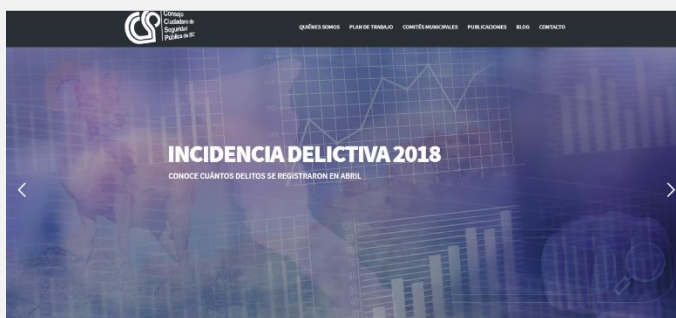 Consejo
Ciudadano de
Seguridad
Pública de BC
QUIÉNES SOMOS PLAN DE TRABAJO COMITÉS MUNICIPALES PUBLICACIONES BLOG CONTACTO
INCIDENCIA DELICTIVA 2018
CONOCE CUÁNTOS DELITOS SE REGISTRARON EN ABRIL